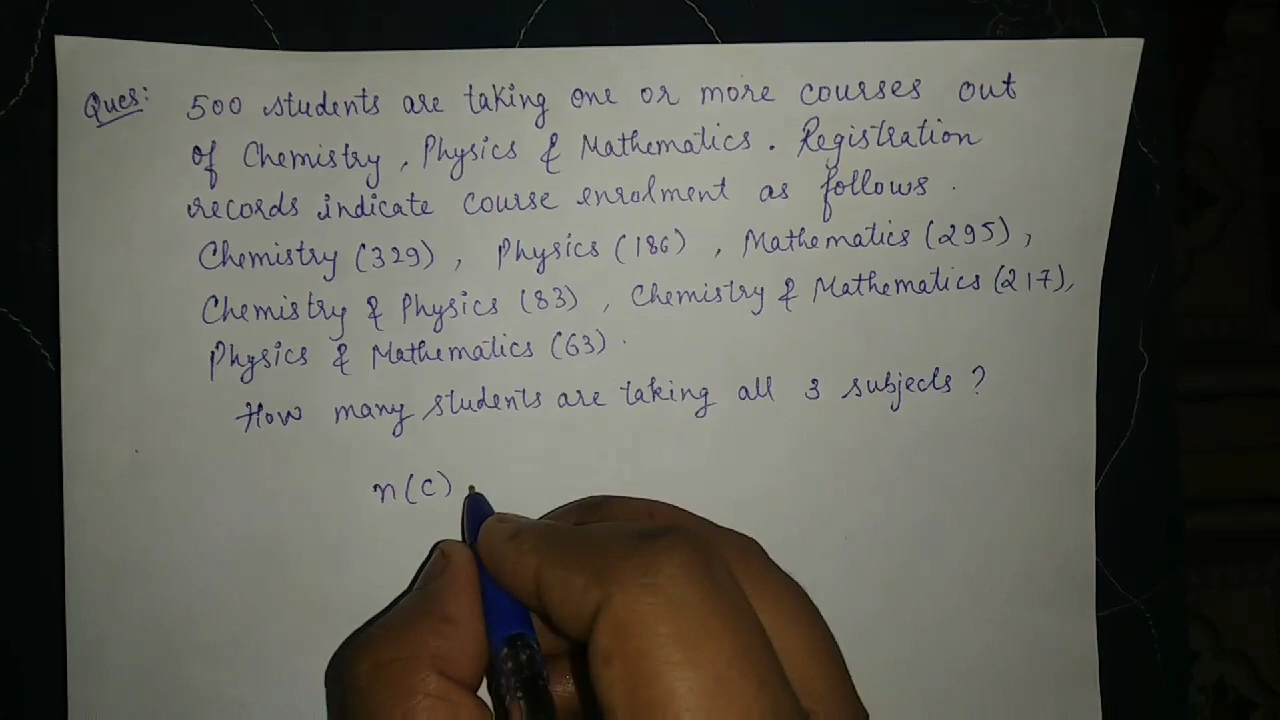 Ques: 500 students are taking one or more courses out
of Chemistry, Physics & Mathematics. Registration
records indicate course enrolment as follows.
Chemistry (329), Physics (186), Mathematics (295),
Chemistry & Physics (83), Chemistry & Mathematics (217),
Physics & Mathematics (63).
How many students are taking all 3 subjects?
n(C)